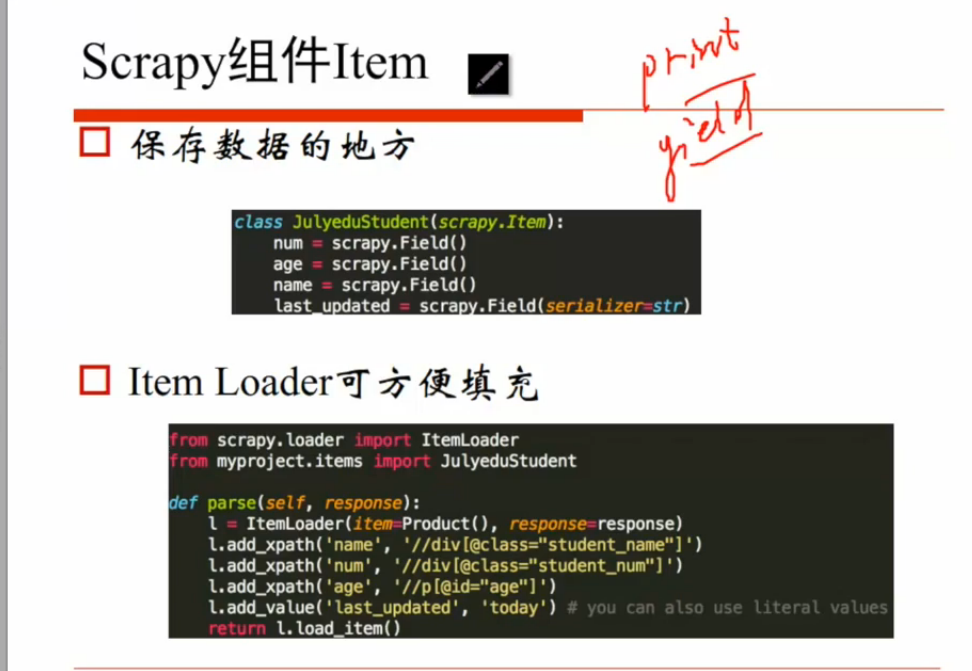 Scrapy组件Item
print
yield
保存数据的地方
class JulyeduStudent(scrapy.Item):
    num = scrapy.Field()
    age = scrapy.Field()
    name = scrapy.Field()
    last_updated = scrapy.Field(serializer=str)
Item Loader可方便填充
from scrapy.loader import ItemLoader
from myproject.items import JulyeduStudent
def parse(self, response):
    l = ItemLoader(item=Product(), response=response)
    l.add_xpath('name', '//div[@class="student_name"]')
    l.add_xpath('num', '//div[@class="student_num"]')
    l.add_xpath('age', '//p[@id="age"]')
    l.add_value('last_updated', 'today') # you can also use literal values
    return l.load_item()